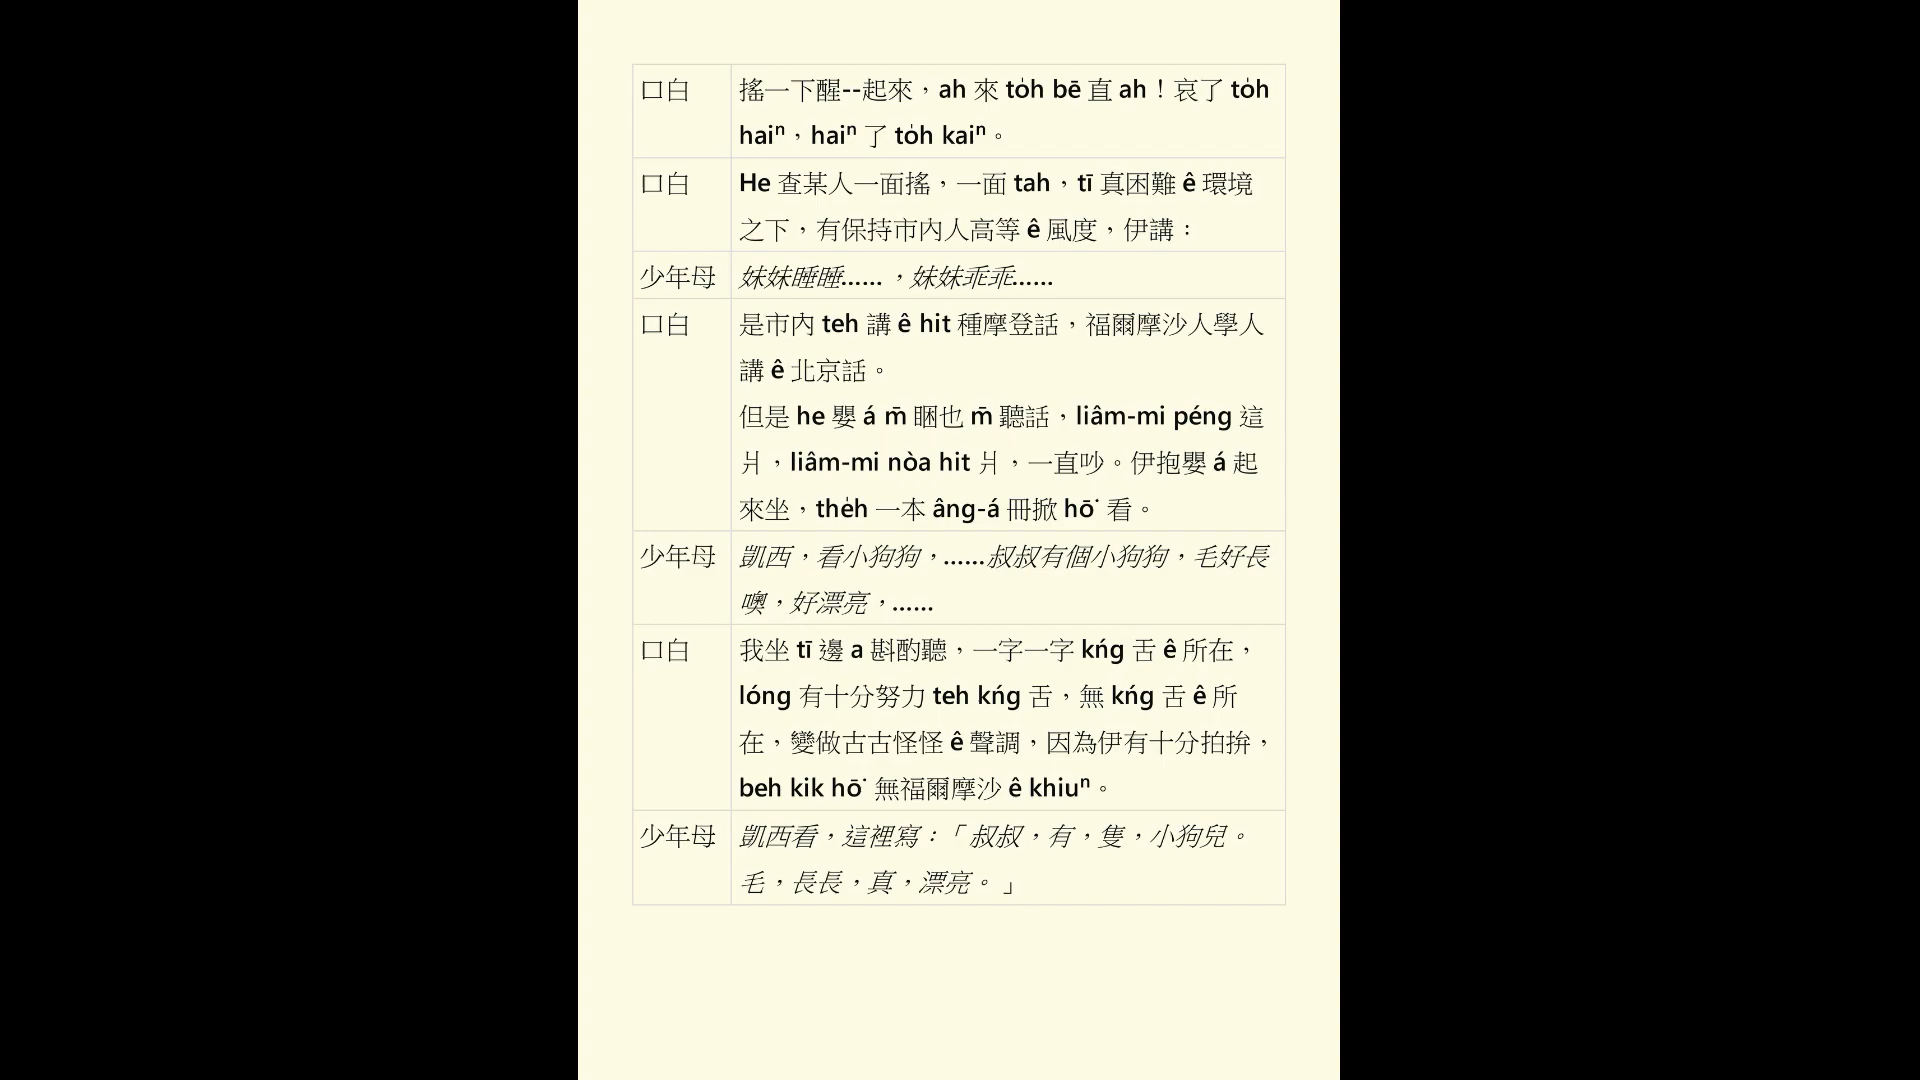 口白 搖一下醒--起來，ah 來 to̍h bē 直 ah！哀了 to̍h
haiⁿ，haiⁿ 了 to̍h kaiⁿ。
口白 He 查某人一面搖，一面 tah，tī 真困難 ê 環境
之下，有保持市內人高等 ê 風度，伊講：
少年母 妹妹睡睡……，妹妹乖乖……
口白 是市內 teh 講 ê hit 種摩登話，福爾摩沙人學人
講 ê 北京話。
但是 he 嬰 á m̄ 睏也 m̄ 聽話，liâm-mi péng 這
爿，liâm-mi nòa hit 爿，一直吵。伊抱嬰 á 起
來坐，the̍h 一本 âng-á 冊掀 hō͘ 看。
少年母 凱西，看小狗狗，……叔叔有個小狗狗，毛好長
噢，好漂亮，……
口白 我坐 tī 邊 a 斟酌聽，一字一字 kńg 舌 ê 所在，
lóng 有十分努力 teh kńg 舌，無 kńg 舌 ê 所
在，變做古古怪怪 ê 聲調，因為伊有十分拍拚，
beh kik hō͘ 無福爾摩沙 ê khiuⁿ。
少年母 凱西看，這裡寫：「叔叔，有，隻，小狗兒。
毛，長長，真，漂亮。」